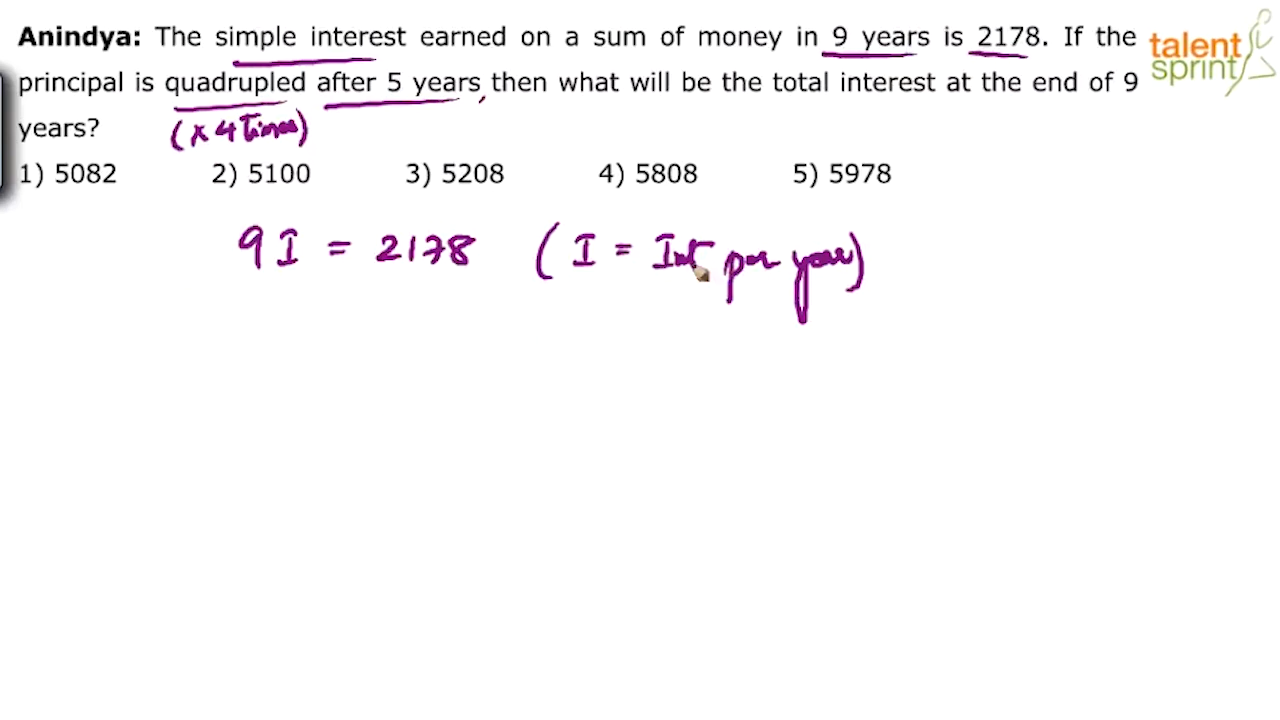 Anindya: The simple interest earned on a sum of money in 9 years is 2178. If the
principal is quadrupled after 5 years, then what will be the total interest at the end of 9
years?
(x 4 Times)
1) 5082 2) 5100 3) 5208 4) 5808 5) 5978
9 I = 2178 ( I = Int per year)
talent
sprint